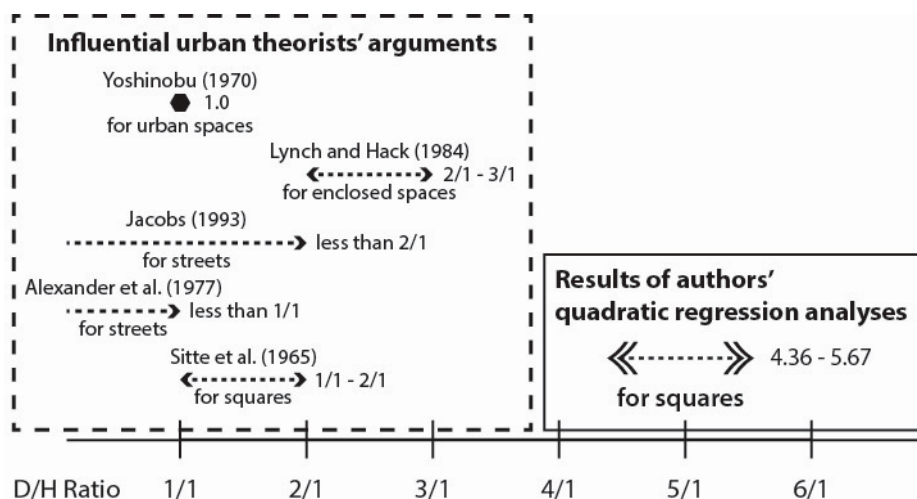 Influential urban theorists' arguments
Yoshinobu (1970)
1.0
for urban spaces
Lynch and Hack (1984)
2/1 - 3/1
for enclosed spaces
Jacobs (1993)
less than 2/1
for streets
Alexander et al. (1977)
less than 1/1
for streets
Sitte et al. (1965)
1/1 - 2/1
for squares
Results of authors'
quadratic regression analyses
4.36 - 5.67
for squares
D/H Ratio 1/1 2/1 3/1 4/1 5/1 6/1